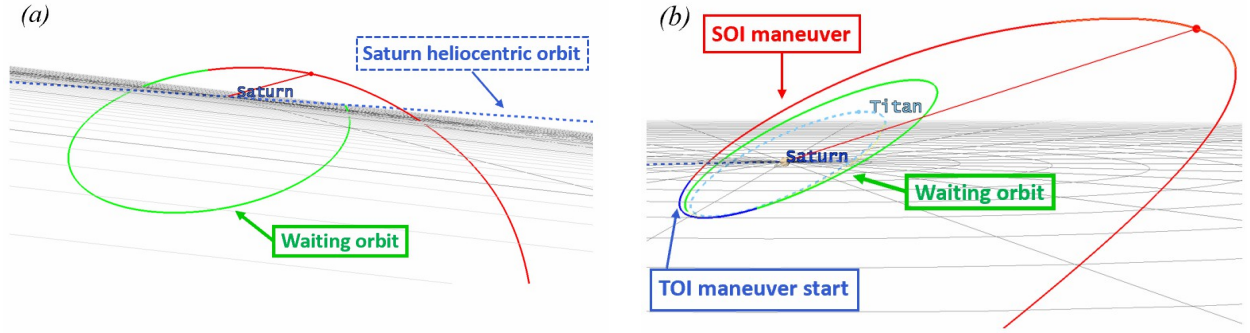 (a)
Saturn heliocentric orbit
Saturn
Waiting orbit
(b)
SOI maneuver
Titan
Saturn
Waiting orbit
TOI maneuver start